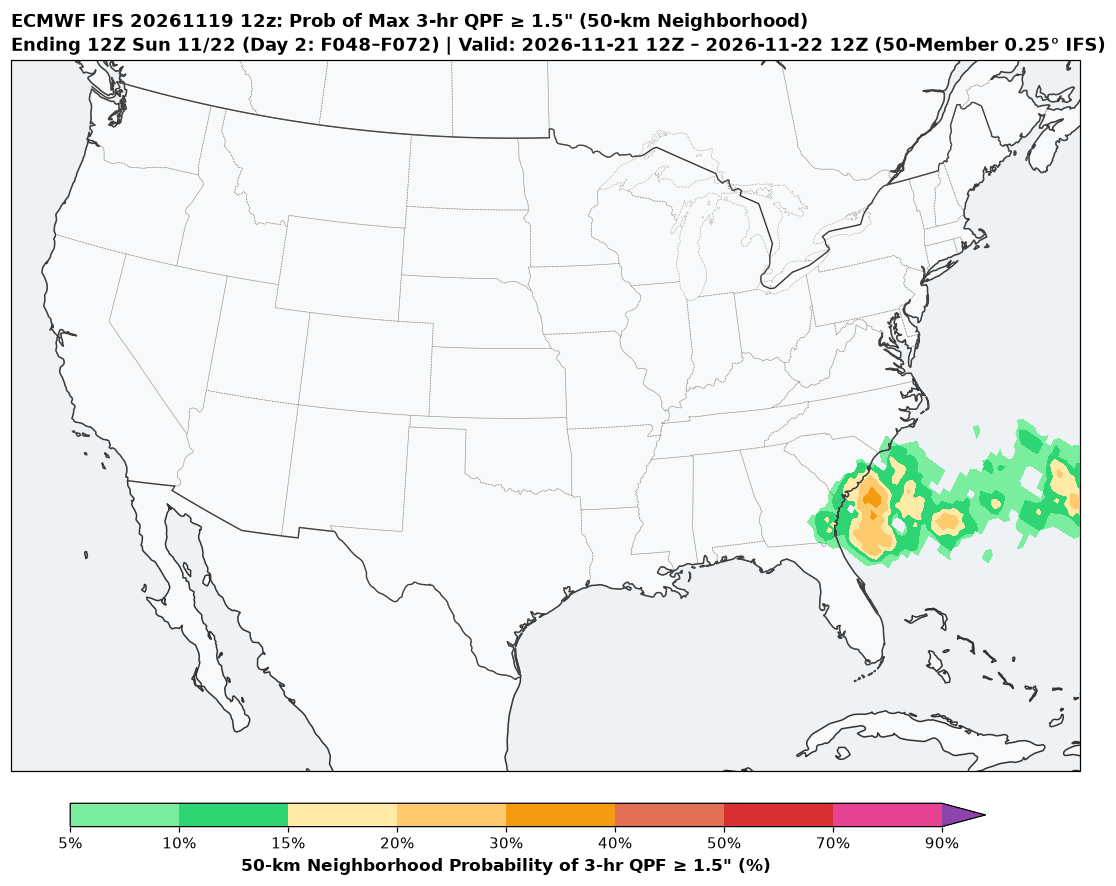 ECMWF IFS 20261119 12z: Prob of Max 3-hr QPF ≥ 1.5" (50-km Neighborhood)
Ending 12Z Sun 11/22 (Day 2: F048–F072) | Valid: 2026-11-21 12Z – 2026-11-22 12Z (50-Member 0.25° IFS)
5% 10% 15% 20% 30% 40% 50% 70% 90%
50-km Neighborhood Probability of 3-hr QPF ≥ 1.5" (%)